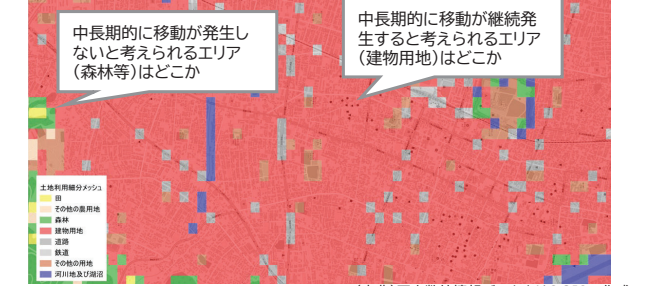 中長期的に移動が発生し
ないと考えられるエリア
(森林等)はどこか
中長期的に移動が継続発
生すると考えられるエリア
(建物用地)はどこか
土地利用細分メッシュ
田
その他の農用地
森林
建物用地
道路
鉄道
その他の用地
河川地及び湖沼